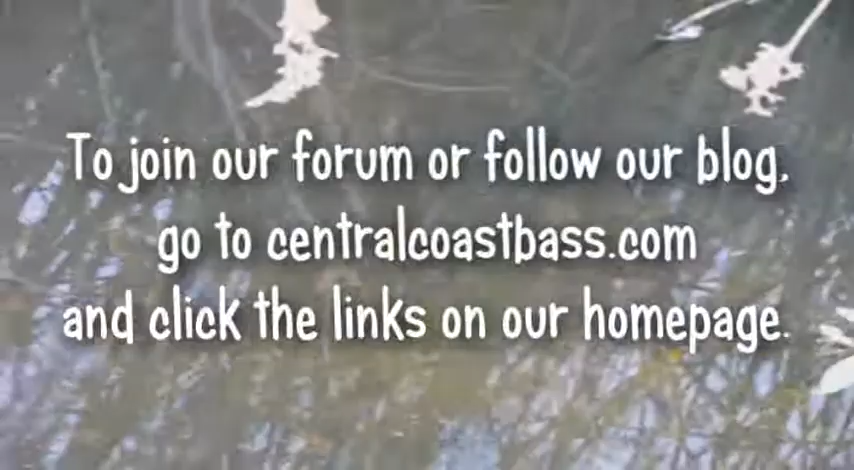 To join our forum or follow our blog,
go to centralcoastbass.com
and click the links on our homepage.